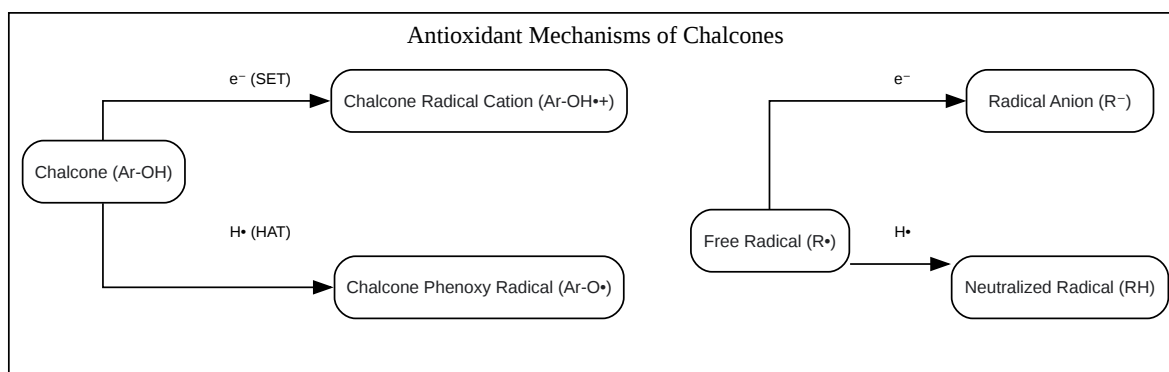 Antioxidant Mechanisms of Chalcones
e⁻ (SET)
Chalcone Radical Cation (Ar-OH•+)
Chalcone (Ar-OH)
H• (HAT)
Chalcone Phenoxy Radical (Ar-O•)
e⁻
Radical Anion (R⁻)
Free Radical (R•)
H•
Neutralized Radical (RH)